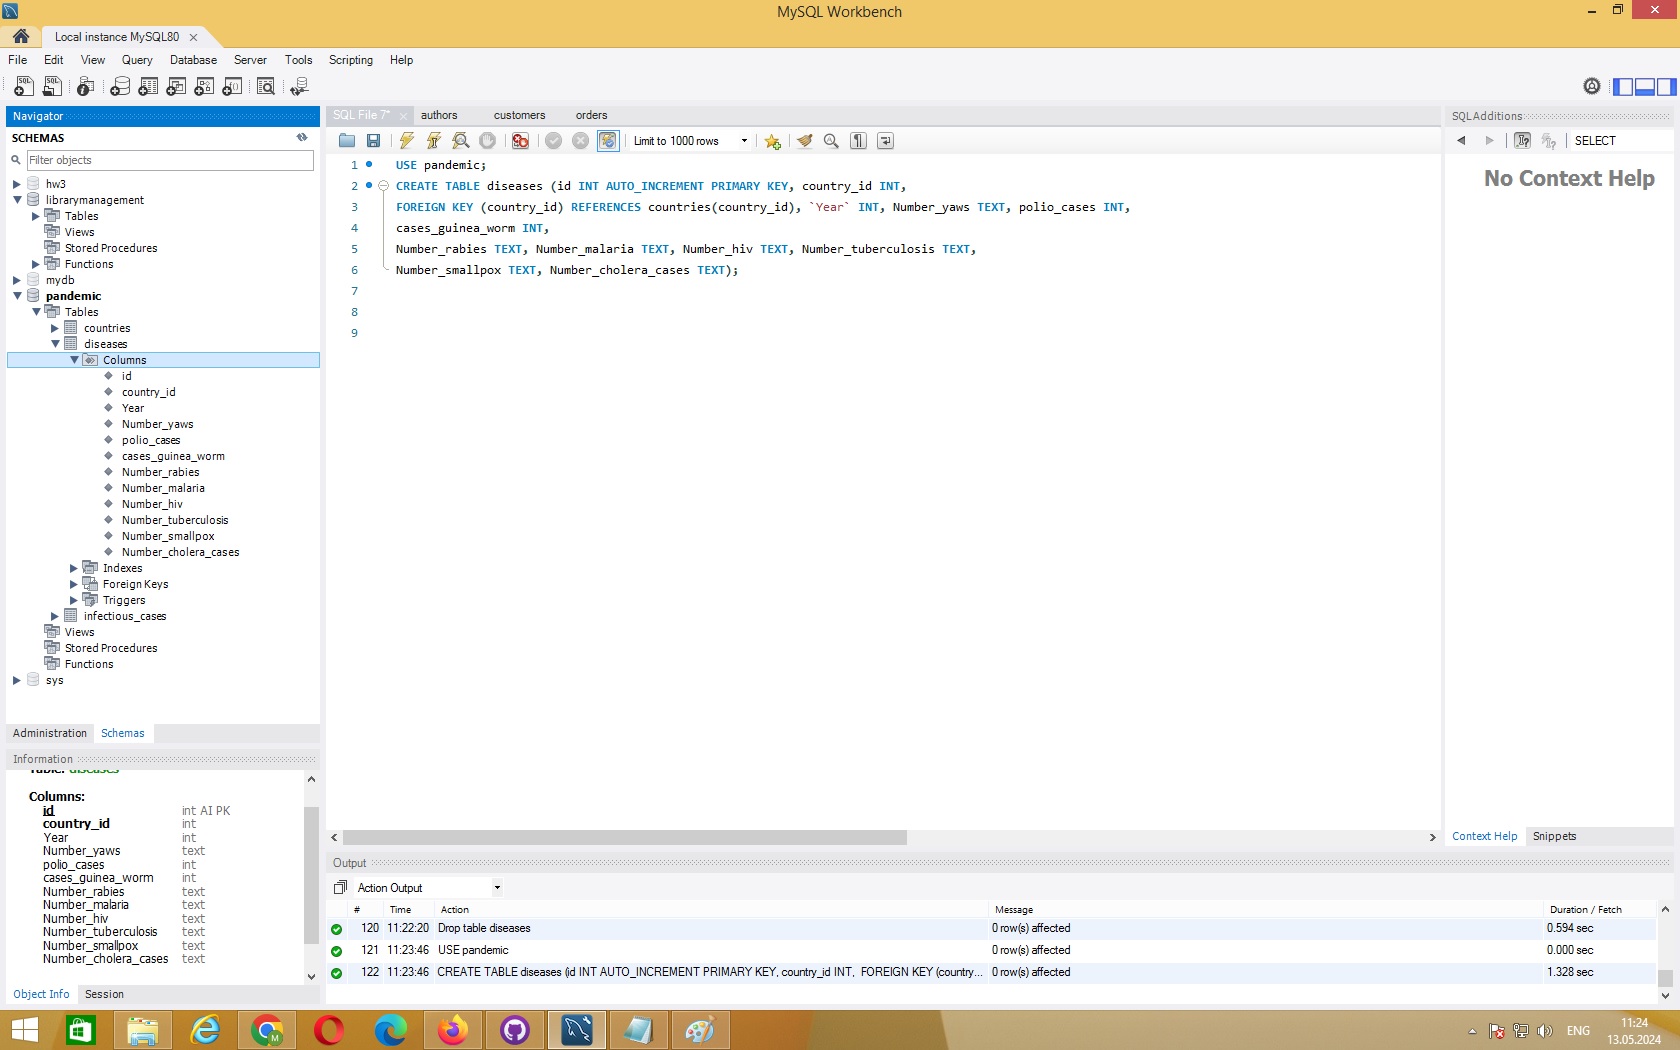 MySQL Workbench
Local instance MySQL80
File Edit View Query Database Server Tools Scripting Help
Navigator
SCHEMAS
Filter objects
hw3
librarymanagement
Tables
Views
Stored Procedures
Functions
mydb
pandemic
Tables
countries
diseases
Columns
id
country_id
Year
Number_yaws
polio_cases
cases_guinea_worm
Number_rabies
Number_malaria
Number_hiv
Number_tuberculosis
Number_smallpox
Number_cholera_cases
Indexes
Foreign Keys
Triggers
infectious_cases
Views
Stored Procedures
Functions
sys
Administration Schemas
Information
Table: diseases
Columns:
id int AI PK
country_id int
Year int
Number_yaws text
polio_cases int
cases_guinea_worm int
Number_rabies text
Number_malaria text
Number_hiv text
Number_tuberculosis text
Number_smallpox text
Number_cholera_cases text
Object Info Session
SQL File 7* authors customers orders
Limit to 1000 rows
1 USE pandemic;
2 CREATE TABLE diseases (id INT AUTO_INCREMENT PRIMARY KEY, country_id INT,
3 FOREIGN KEY (country_id) REFERENCES countries(country_id), `Year` INT, Number_yaws TEXT, polio_cases INT,
4 cases_guinea_worm INT,
5 Number_rabies TEXT, Number_malaria TEXT, Number_hiv TEXT, Number_tuberculosis TEXT,
6 Number_smallpox TEXT, Number_cholera_cases TEXT);
7
8
9
SQLAdditions
SELECT
No Context Help
Context Help Snippets
Output
Action Output
# Time Action Message Duration / Fetch
120 11:22:20 Drop table diseases 0 row(s) affected 0.594 sec
121 11:23:46 USE pandemic 0 row(s) affected 0.000 sec
122 11:23:46 CREATE TABLE diseases (id INT AUTO_INCREMENT PRIMARY KEY, country_id INT, FOREIGN KEY (country... 0 row(s) affected 1.328 sec
ENG
11:24
13.05.2024